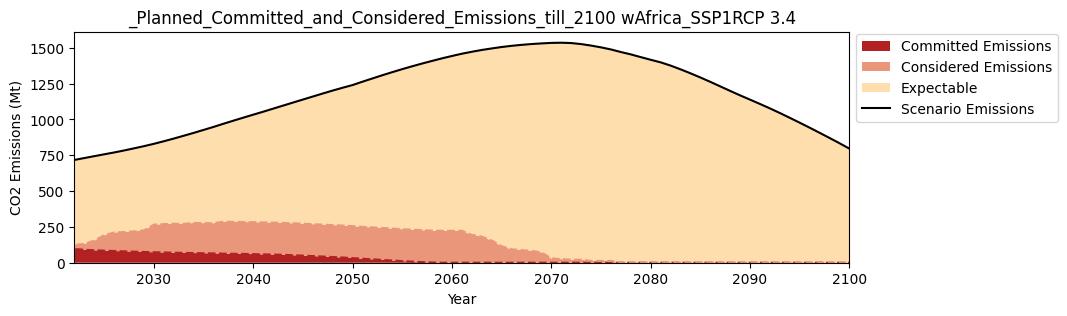 _Planned_Committed_and_Considered_Emissions_till_2100 wAfrica_SSP1RCP 3.4
CO2 Emissions (Mt)
1500
1250
1000
750
500
250
0
2030 2040 2050 2060 2070 2080 2090 2100
Year
Committed Emissions
Considered Emissions
Expectable
Scenario Emissions